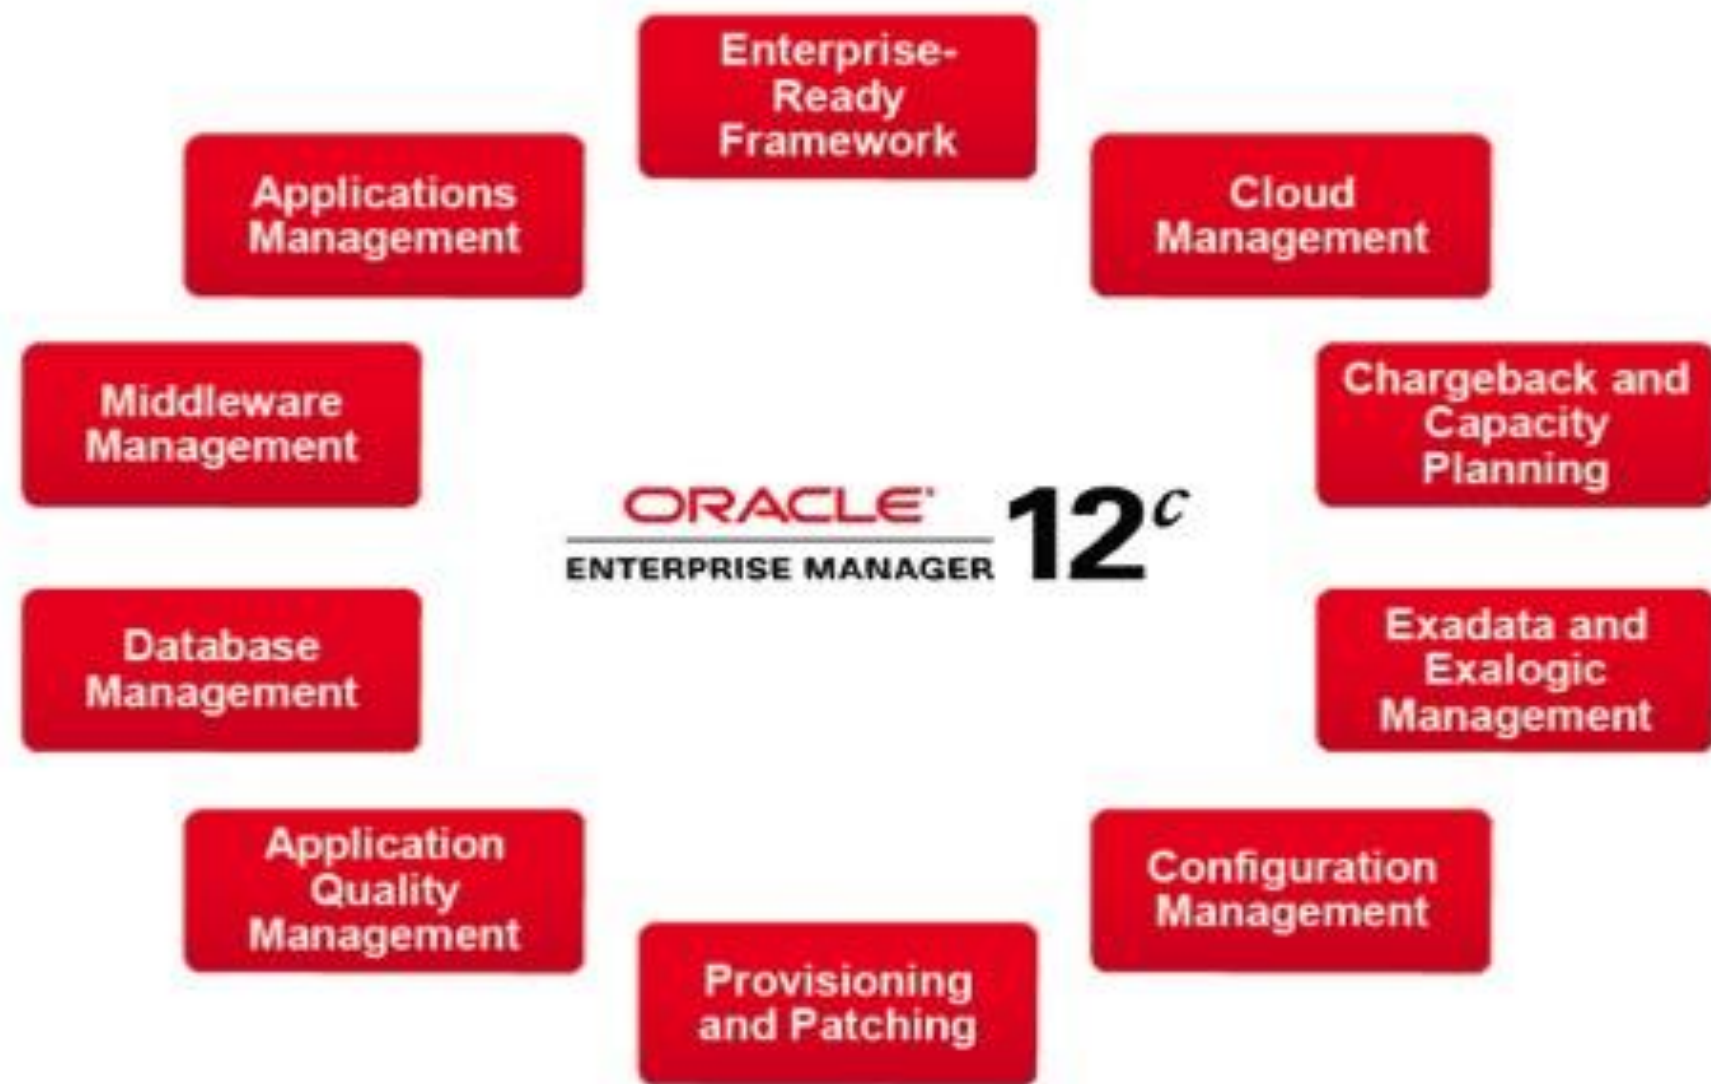 Enterprise-
Ready
Framework
Applications
Management
Cloud
Management
Middleware
Management
Chargeback and
Capacity
Planning
ORACLE
ENTERPRISE MANAGER 12c
Database
Management
Exadata and
Exalogic
Management
Application
Quality
Management
Configuration
Management
Provisioning
and Patching